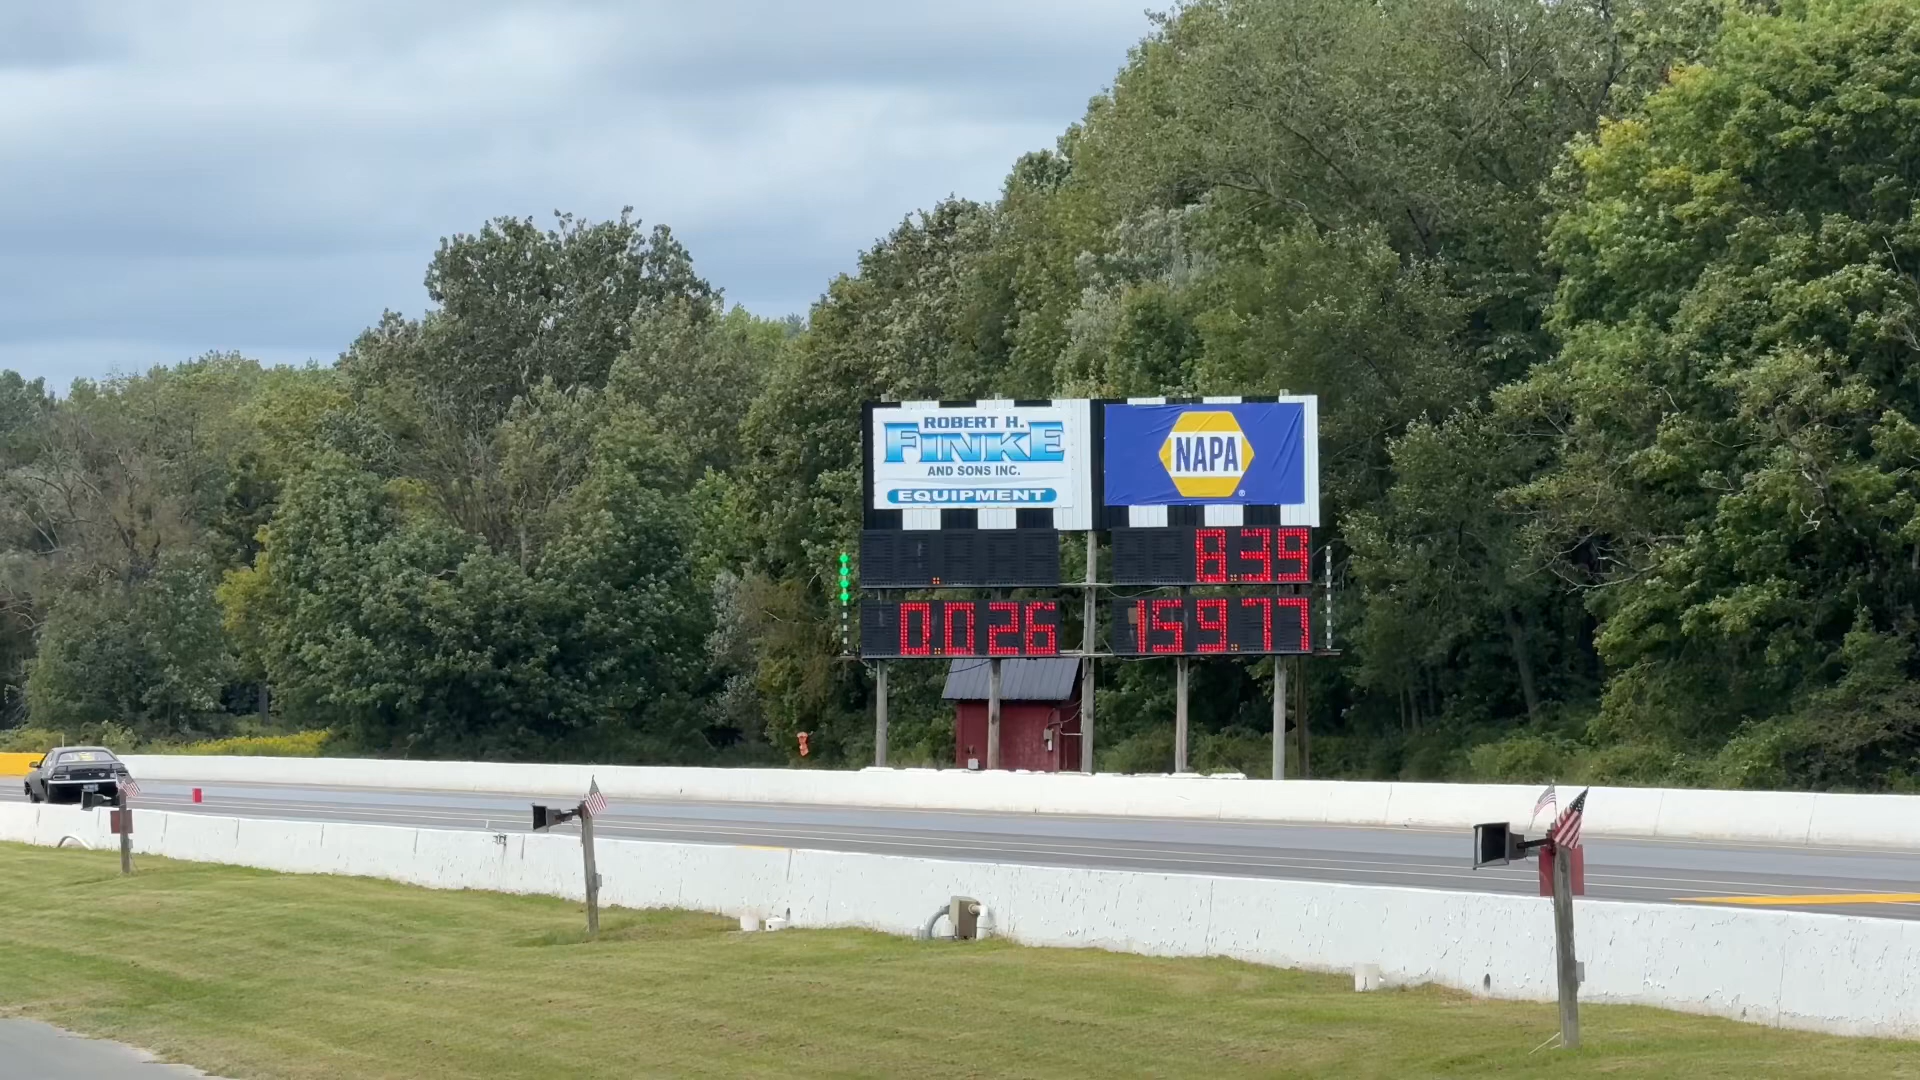 ROBERT H.
FINKE
AND SONS INC.
EQUIPMENT
NAPA
®
.
8.39
0.026
159.77